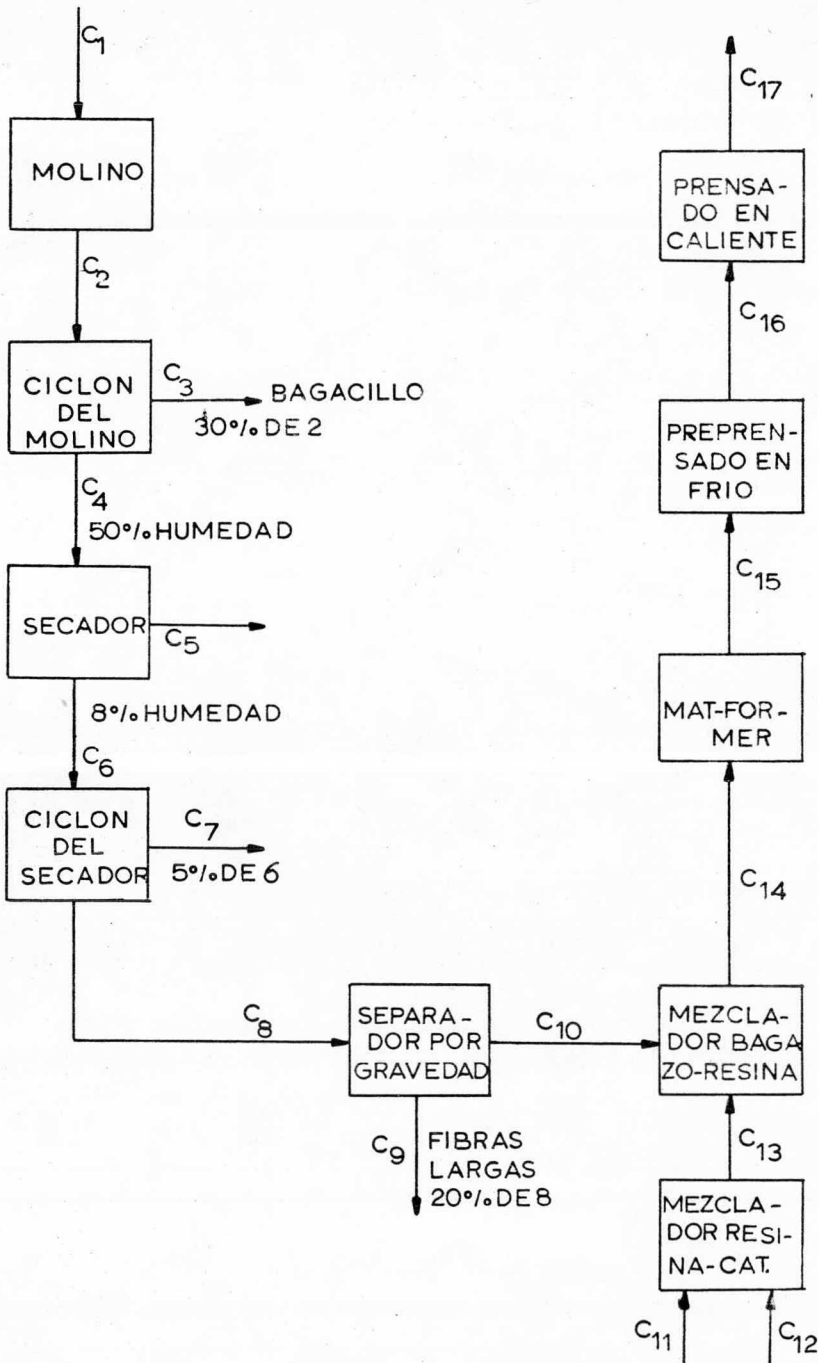 C1
MOLINO
C2
CICLON
DEL
MOLINO
C3
BAGACILLO
30% DE 2
C4
50% HUMEDAD
SECADOR
C5
8% HUMEDAD
C6
CICLON
DEL
SECADOR
C7
5% DE 6
C8
SEPARA-
DOR POR
GRAVEDAD
C9
FIBRAS
LARGAS
20% DE 8
C10
C11
C12
MEZCLA-
DOR RESI-
NA-CAT.
C13
MEZCLA-
DOR BAGA
ZO-RESINA
C14
MAT-FOR-
MER
C15
PREPREN-
SADO EN
FRIO
C16
PRENSA-
DO EN
CALIENTE
C17